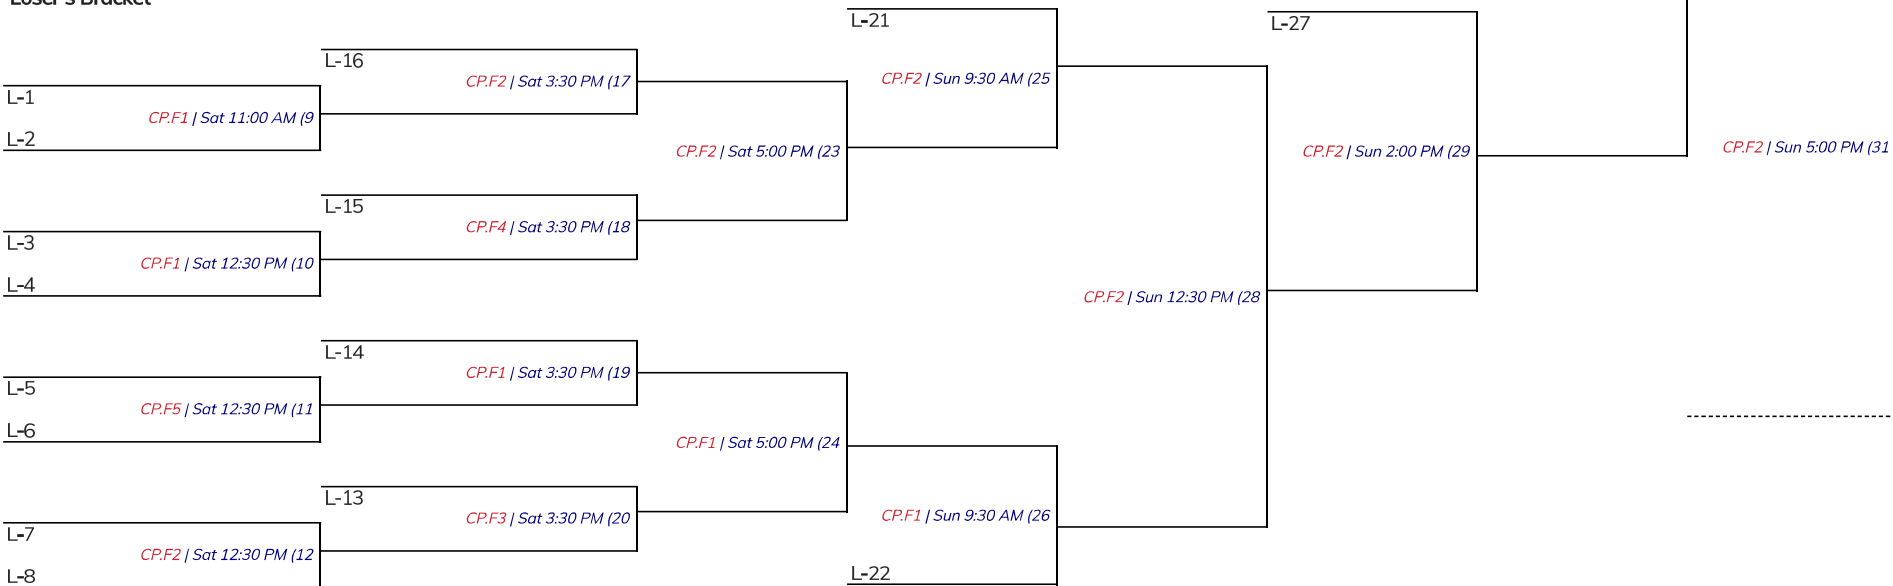 Loser's Bracket
L-21
L-27
L-16
CP.F2 | Sat 3:30 PM (17
CP.F2 | Sun 9:30 AM (25
L-1
CP.F1 | Sat 11:00 AM (9
L-2
CP.F2 | Sat 5:00 PM (23
CP.F2 | Sun 2:00 PM (29
CP.F2 | Sun 5:00 PM (31
L-15
CP.F4 | Sat 3:30 PM (18
L-3
CP.F1 | Sat 12:30 PM (10
L-4
CP.F2 | Sun 12:30 PM (28
L-14
CP.F1 | Sat 3:30 PM (19
L-5
CP.F5 | Sat 12:30 PM (11
L-6
CP.F1 | Sat 5:00 PM (24
L-13
CP.F3 | Sat 3:30 PM (20
CP.F1 | Sun 9:30 AM (26
L-7
CP.F2 | Sat 12:30 PM (12
L-8
L-22